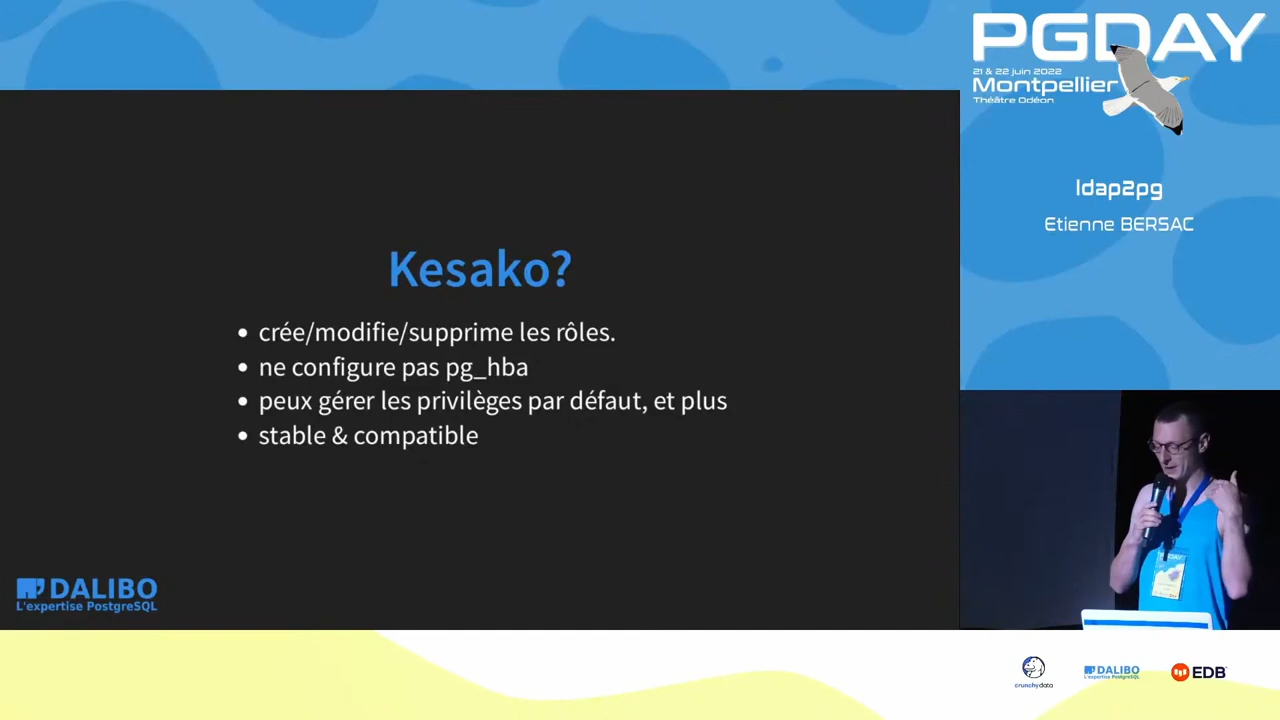 PGDAY
21 & 22 juin 2022
Montpellier
Théâtre Odéon
ldap2pg
Etienne BERSAC
Kesako?
crée/modifie/supprime les rôles.
ne configure pas pg_hba
peux gérer les privilèges par défaut, et plus
stable & compatible
DALIBO
L'expertise PostgreSQL
crunchydata
DALIBO
L'expertise PostgreSQL
EDB